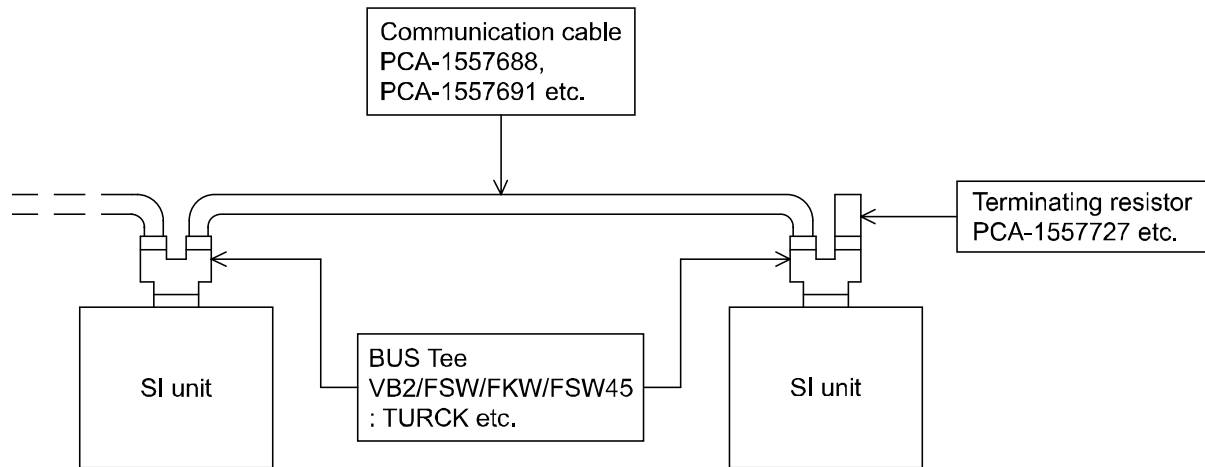 Communication cable
PCA-1557688,
PCA-1557691 etc.
Terminating resistor
PCA-1557727 etc.
BUS Tee
VB2/FSW/FKW/FSW45
: TURCK etc.
SI unit
SI unit